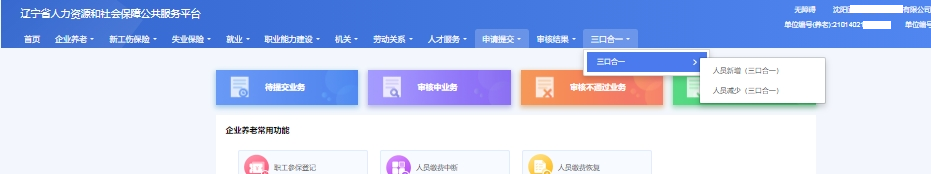 辽宁省人力资源和社会保障公共服务平台
无障碍 沈阳 有限公司
单位编号(养老):21014021 单位编号
首页 企业养老 新工伤保险 失业保险 就业 职业能力建设 机关 劳动关系 人才服务 申请提交 审核结果 三口合一
三口合一
人员新增（三口合一）
人员减少（三口合一）
待提交业务 审核中业务 审核不通过业务
企业养老常用功能
职工参保登记 人员缴费中断 人员缴费恢复